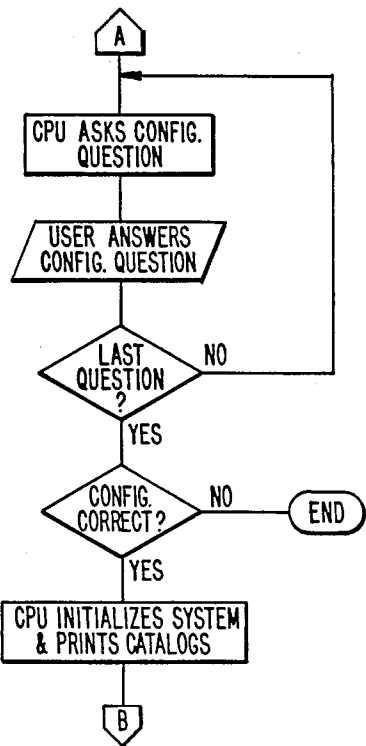 A
CPU ASKS CONFIG.
QUESTION
USER ANSWERS
CONFIG. QUESTION
LAST
QUESTION
?
NO
YES
CONFIG.
CORRECT?
NO
END
YES
CPU INITIALIZES SYSTEM
& PRINTS CATALOGS
B